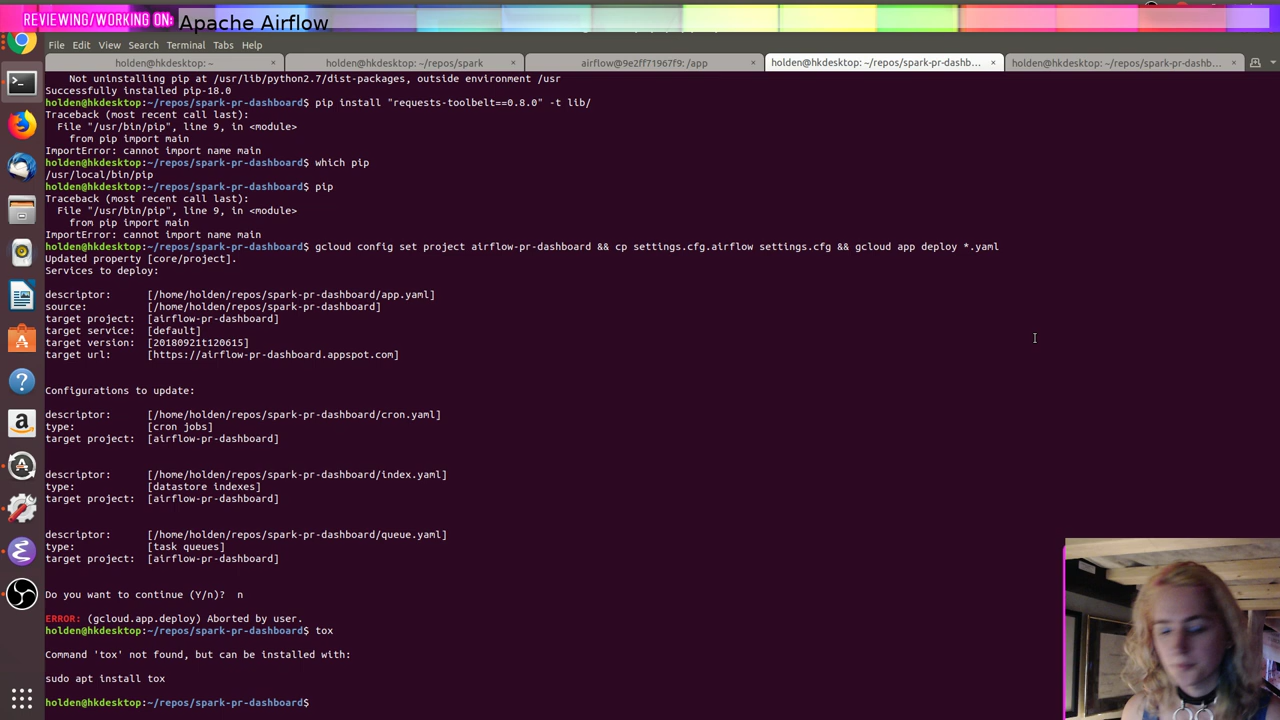 REVIEWING/WORKING ON: Apache Airflow
File Edit View Search Terminal Tabs Help
holden@hkdesktop: ~ × holden@hkdesktop: ~/repos/spark × airflow@9e2ff71967f9: /app × holden@hkdesktop: ~/repos/spark-pr-dashb... × holden@hkdesktop: ~/repos/spark-pr-dashb... ×
Not uninstalling pip at /usr/lib/python2.7/dist-packages, outside environment /usr
Successfully installed pip-18.0
holden@hkdesktop:~/repos/spark-pr-dashboard$ pip install "requests-toolbelt==0.8.0" -t lib/
Traceback (most recent call last):
File "/usr/bin/pip", line 9, in <module>
from pip import main
ImportError: cannot import name main
holden@hkdesktop:~/repos/spark-pr-dashboard$ which pip
/usr/local/bin/pip
holden@hkdesktop:~/repos/spark-pr-dashboard$ pip
Traceback (most recent call last):
File "/usr/bin/pip", line 9, in <module>
from pip import main
ImportError: cannot import name main
holden@hkdesktop:~/repos/spark-pr-dashboard$ gcloud config set project airflow-pr-dashboard && cp settings.cfg.airflow settings.cfg && gcloud app deploy *.yaml
Updated property [core/project].
Services to deploy:
descriptor: [/home/holden/repos/spark-pr-dashboard/app.yaml]
source: [/home/holden/repos/spark-pr-dashboard]
target project: [airflow-pr-dashboard]
target service: [default]
target version: [20180921t120615]
target url: [https://airflow-pr-dashboard.appspot.com]
Configurations to update:
descriptor: [/home/holden/repos/spark-pr-dashboard/cron.yaml]
type: [cron jobs]
target project: [airflow-pr-dashboard]
descriptor: [/home/holden/repos/spark-pr-dashboard/index.yaml]
type: [datastore indexes]
target project: [airflow-pr-dashboard]
descriptor: [/home/holden/repos/spark-pr-dashboard/queue.yaml]
type: [task queues]
target project: [airflow-pr-dashboard]
Do you want to continue (Y/n)? n
ERROR: (gcloud.app.deploy) Aborted by user.
holden@hkdesktop:~/repos/spark-pr-dashboard$ tox
Command 'tox' not found, but can be installed with:
sudo apt install tox
holden@hkdesktop:~/repos/spark-pr-dashboard$